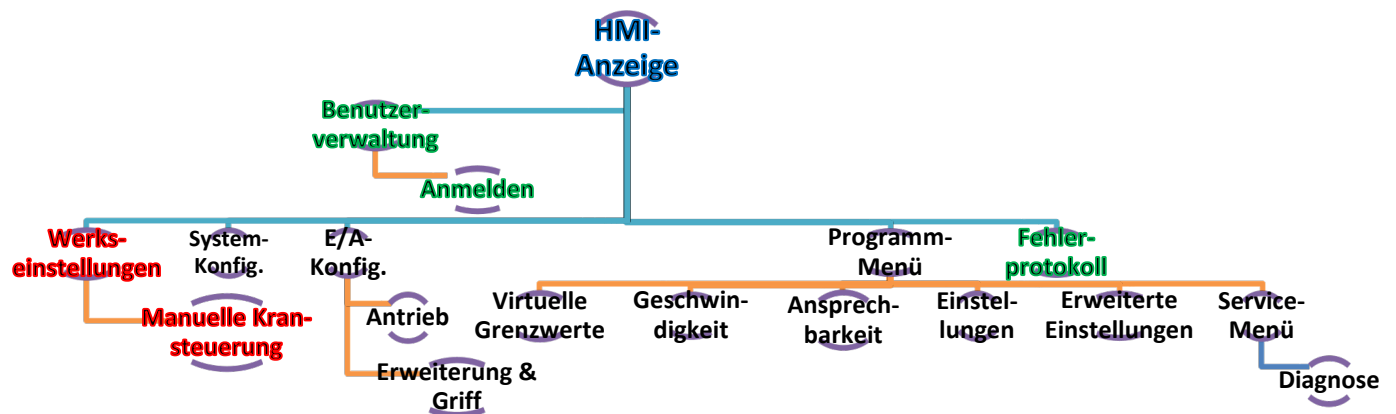 HMI-
Anzeige
Benutzer-
verwaltung
Anmelden
Werks-
einstellungen
System-
Konfig.
E/A-
Konfig.
Programm-
Menü
Fehler-
protokoll
Manuelle Kran-
steuerung
Antrieb
Erweiterung &
Griff
Virtuelle
Grenzwerte
Geschwin-
digkeit
Ansprech-
barkeit
Einstel-
lungen
Erweiterte
Einstellungen
Service-
Menü
Diagnose